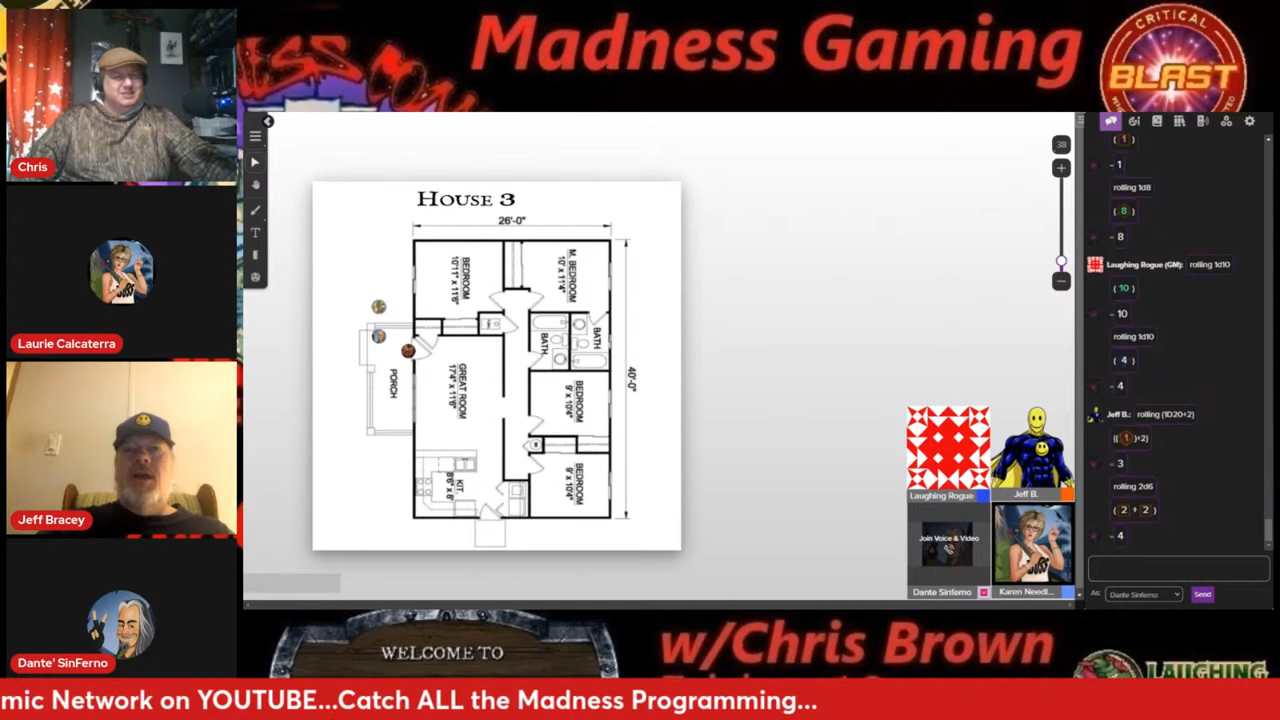 Madness Gaming
CRITICAL
BLAST
Chris
Laurie Calcaterra
Jeff Bracey
Dante' SinFerno
HOUSE 3
26'-0"
BEDROOM
10'11" X 11'6"
M. BEDROOM
10' X 11'4"
BATH
BATH
GREAT ROOM
17'4" X 11'6"
PORCH
BEDROOM
9' X 10'4"
40'-0"
KIT.
8'6" X 8'
BEDROOM
9' X 10'4"
38
Laughing Rogue
Jeff B.
Join Voice & Video
Dante Sinferno
Karen Needl...
( 1 )
= 1
rolling 1d8
( 8 )
= 8
Laughing Rogue (GM): rolling 1d10
( 10 )
= 10
rolling 1d10
( 4 )
= 4
Jeff B.: rolling (1D20+2)
(( 1 )+2)
= 3
rolling 2d6
( 2 + 2 )
= 4
As: Dante Sinferno Send
WELCOME TO
w/Chris Brown
LAUGHING
mic Network on YOUTUBE...Catch ALL the Madness Programming...